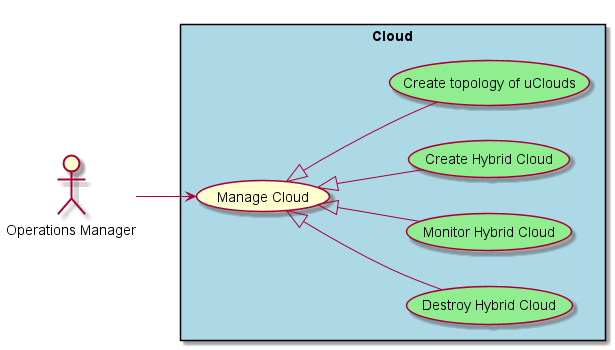 Cloud
Create topology of uClouds
Create Hybrid Cloud
Manage Cloud
Monitor Hybrid Cloud
Operations Manager
Destroy Hybrid Cloud